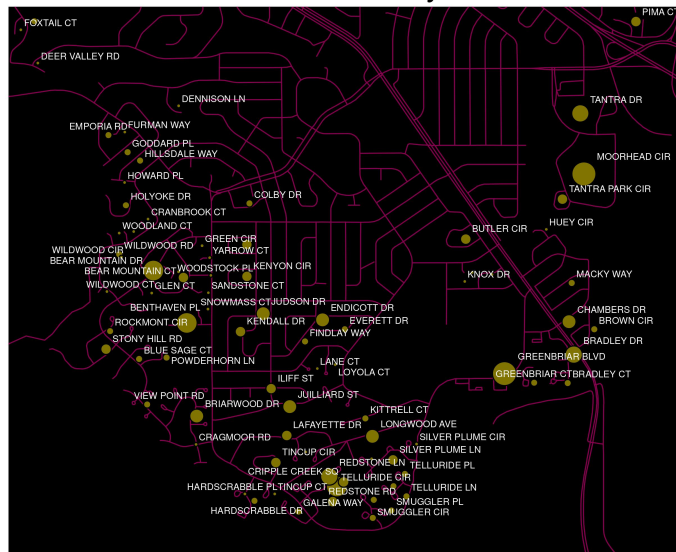 PIMA CT
FOXTAIL CT
DEER VALLEY RD
DENNISON LN
TANTRA DR
EMPORIA RD
FURMAN WAY
GODDARD PL
HILLSDALE WAY
MOORHEAD CIR
HOWARD PL
TANTRA PARK CIR
HOLYOKE DR
COLBY DR
CRANBROOK CT
WOODLAND CT
HUEY CIR
BUTLER CIR
GREEN CIR
WILDWOOD RD
WILDWOOD CIR
YARROW CT
BEAR MOUNTAIN DR
BEAR MOUNTAIN CT
WOODSTOCK PL
KENYON CIR
KNOX DR
MACKY WAY
WILDWOOD CT
GLEN CT
SANDSTONE CT
SNOWMASS CT
JUDSON DR
BENTHAVEN PL
ENDICOTT DR
CHAMBERS DR
ROCKMONT CIR
KENDALL DR
EVERETT DR
BROWN CIR
STONY HILL RD
FINDLAY WAY
BRADLEY DR
BLUE SAGE CT
POWDERHORN LN
LANE CT
GREENBRIAR BLVD
LOYOLA CT
GREENBRIAR CT
BRADLEY CT
ILIFF ST
VIEW POINT RD
BRIARWOOD DR
JUILLIARD ST
KITTRELL CT
LAFAYETTE DR
LONGWOOD AVE
CRAGMOOR RD
SILVER PLUME CIR
TINCUP CIR
SILVER PLUME LN
REDSTONE LN
TELLURIDE PL
CRIPPLE CREEK SQ
TELLURIDE CIR
HARDSCRABBLE PL
TINCUP CT
REDSTONE RD
TELLURIDE LN
GALENA WAY
SMUGGLER PL
HARDSCRABBLE DR
SMUGGLER CIR